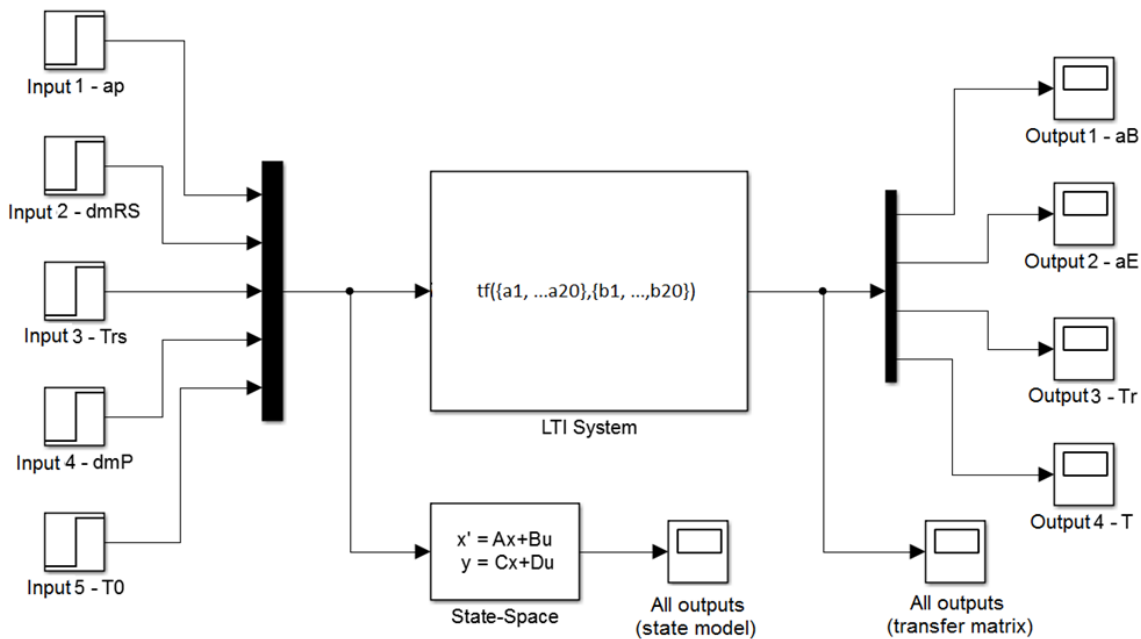 Input 1 - ap
Input 2 - dmRS
Input 3 - Trs
Input 4 - dmP
Input 5 - T0
tf({a1, ...a20},{b1, ...,b20})
LTI System
x' = Ax+Bu
y = Cx+Du
State-Space
All outputs
(state model)
All outputs
(transfer matrix)
Output 1 - aB
Output 2 - aE
Output 3 - Tr
Output 4 - T